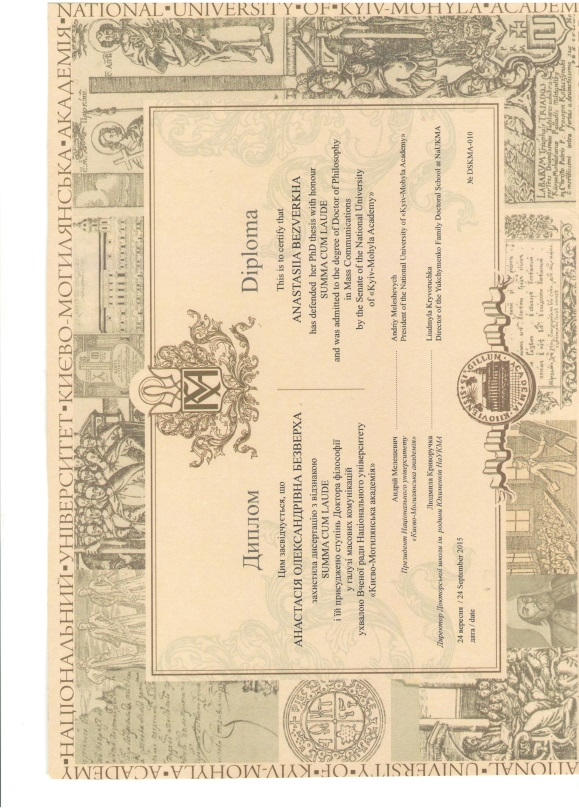 NATIONAL·UNIVERSITY·OF·KYIV-MOHYLA·ACADEM
НАЦІОНАЛЬНИЙ·УНІВЕРСИТЕТ·КИЄВО-МОГИЛЯНСЬКА·АКАДЕМІЯ
Диплом
Цим засвідчується, що
АНАСТАСІЯ ОЛЕКСАНДРІВНА БЕЗВЕРХА
захистила дисертацію з відзнакою
SUMMA CUM LAUDE
і їй присуджено ступінь Доктора філософії
у галузі масових комунікацій
ухвалою Вченої ради Національного університету
«Києво-Могилянська академія»
Андрій Мелешевич
Президент Національного університету
«Києво-Могилянська академія»
Людмила Криворучка
Директор Докторської школи ім. родини Юхименків НаУКМА
24 вересня / 24 September 2015
дата / date
Diploma
This is to certify that
ANASTASIIA BEZVERKHA
has defended her PhD thesis with honour
SUMMA CUM LAUDE
and was admitted to the degree of Doctor of Philosophy
in Mass Communications
by the Senate of the National University
of «Kyiv-Mohyla Academy»
Andriy Meleshevych
President of the National University of «Kyiv-Mohyla Academy»
Liudmyla Kryvoruchka
Director of the Yukhymenko Family Doctoral School at NaUKMA
№ DSKMA-010
NATIONAL·UNIVERSITY·OF·KYIV-MOHYLA·ACADEMY